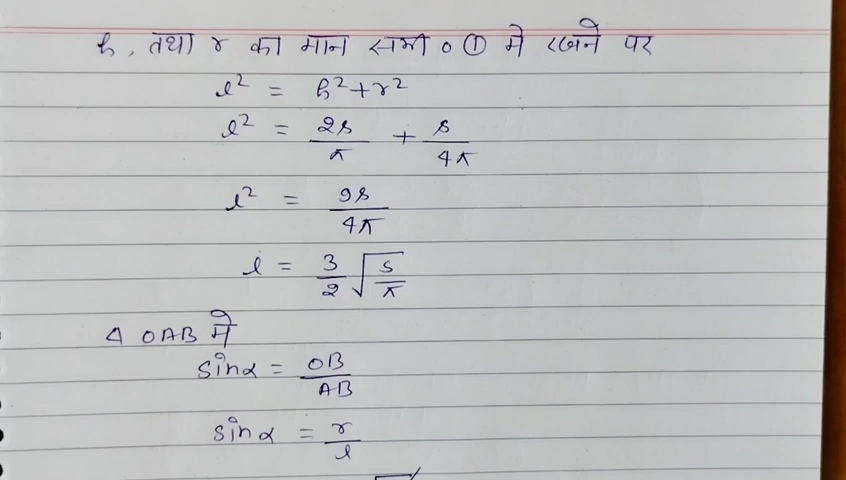 h, तथा r का मान समी० ① मे रखने पर
l² = h² + r²
l² = 2s/π + s/4π
l² = 9s/4π
l = 3/2 √s/π
Δ OAB मे
sinα = OB/AB
sinα = r/l